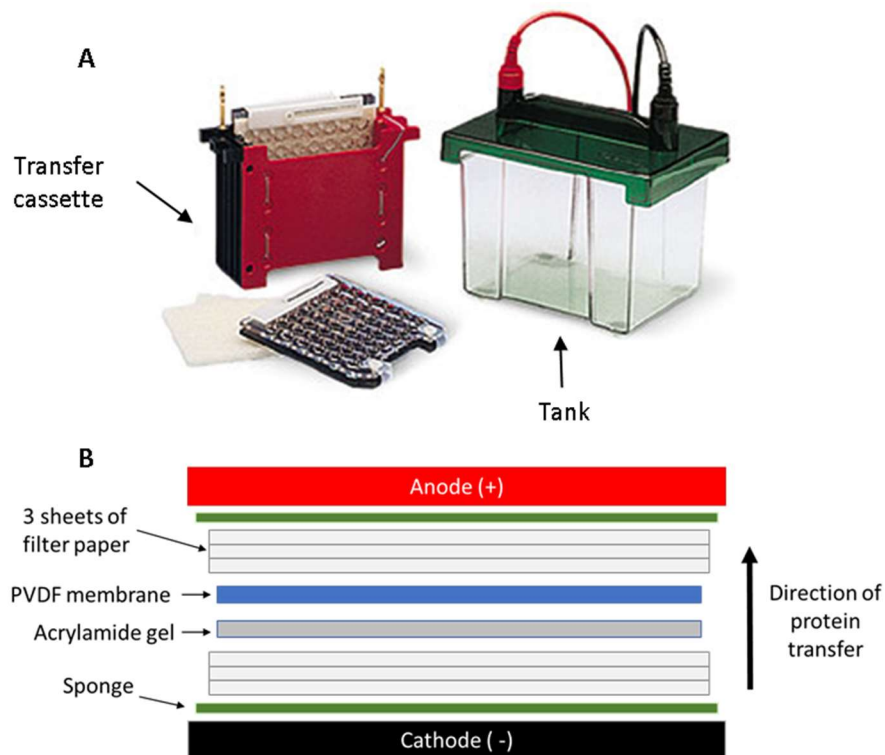 A
Transfer
cassette
Tank
B
Anode (+)
3 sheets of
filter paper
PVDF membrane
Acrylamide gel
Direction of
protein
transfer
Sponge
Cathode ( -)